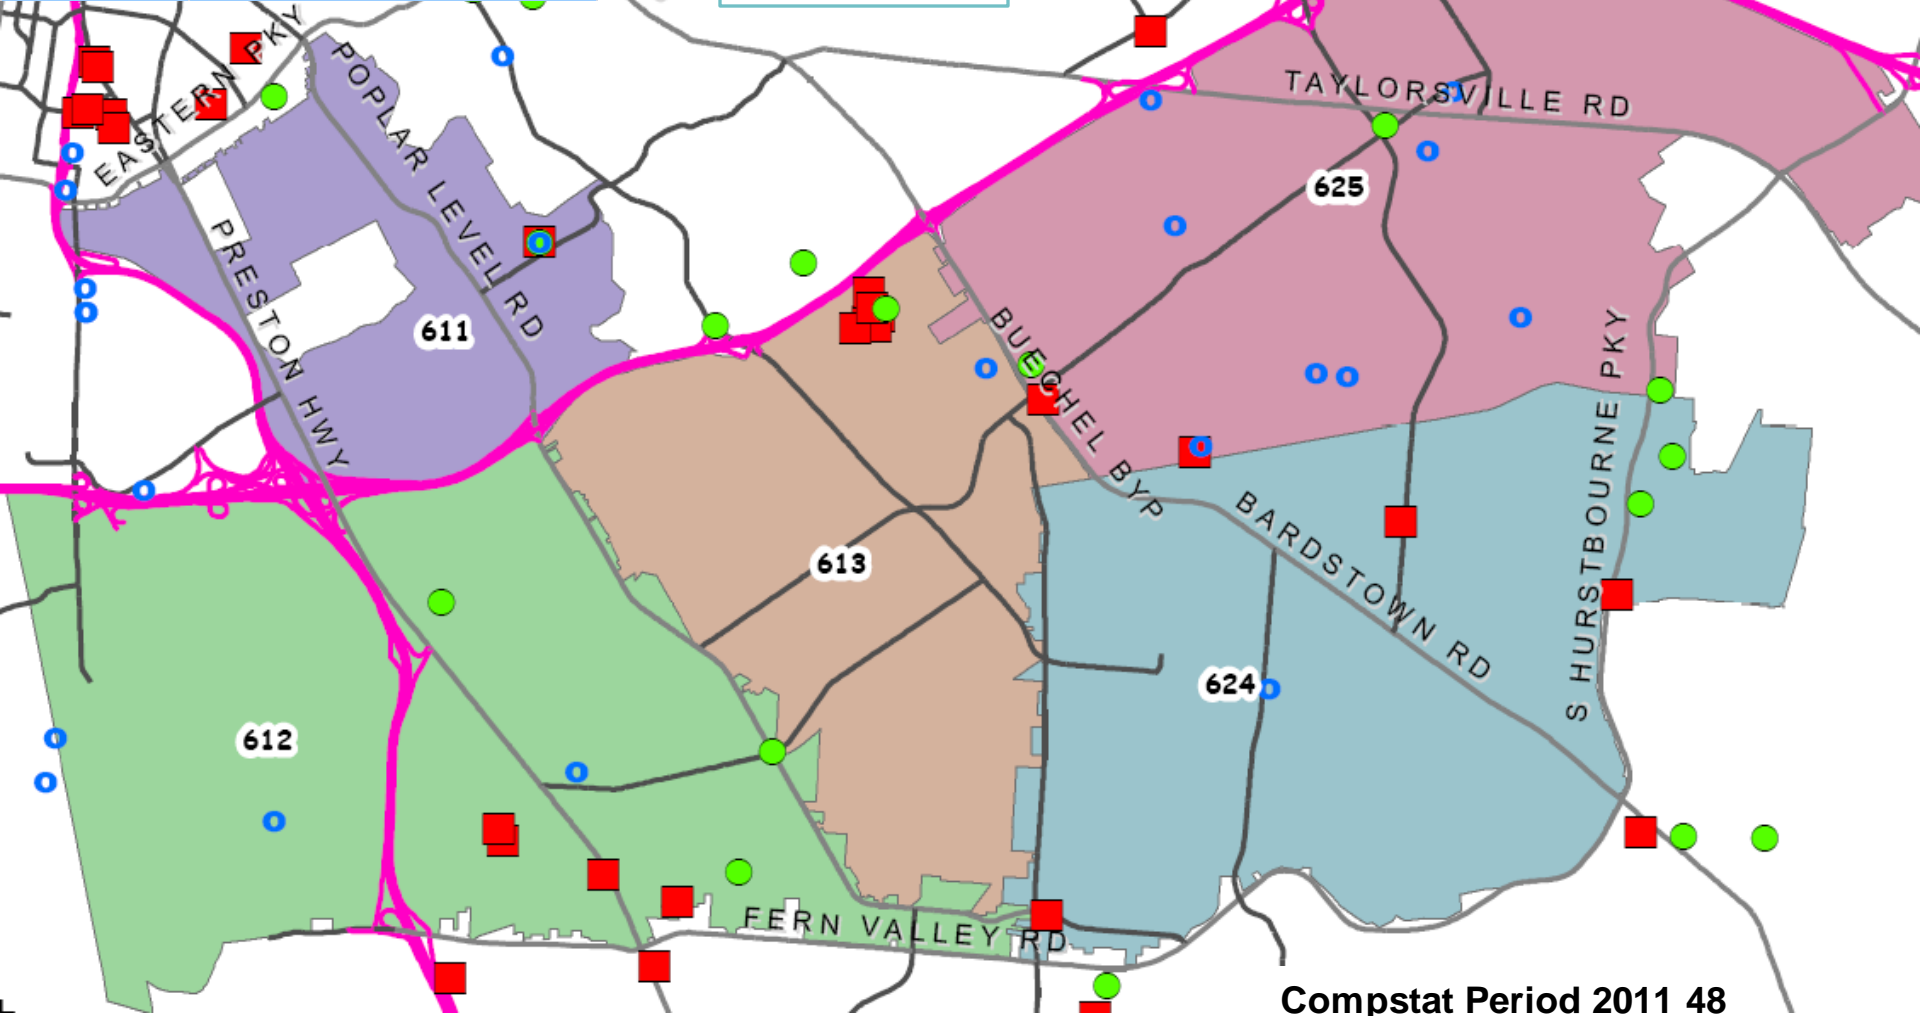 EASTERN PKY
POPLAR LEVEL RD
TAYLORSVILLE RD
625
PRESTON HWY
611
BUECHEL BYP
S HURSTBOURNE PKY
BARDSTOWN RD
613
624
612
FERN VALLEY RD
Compstat Period 2011 48